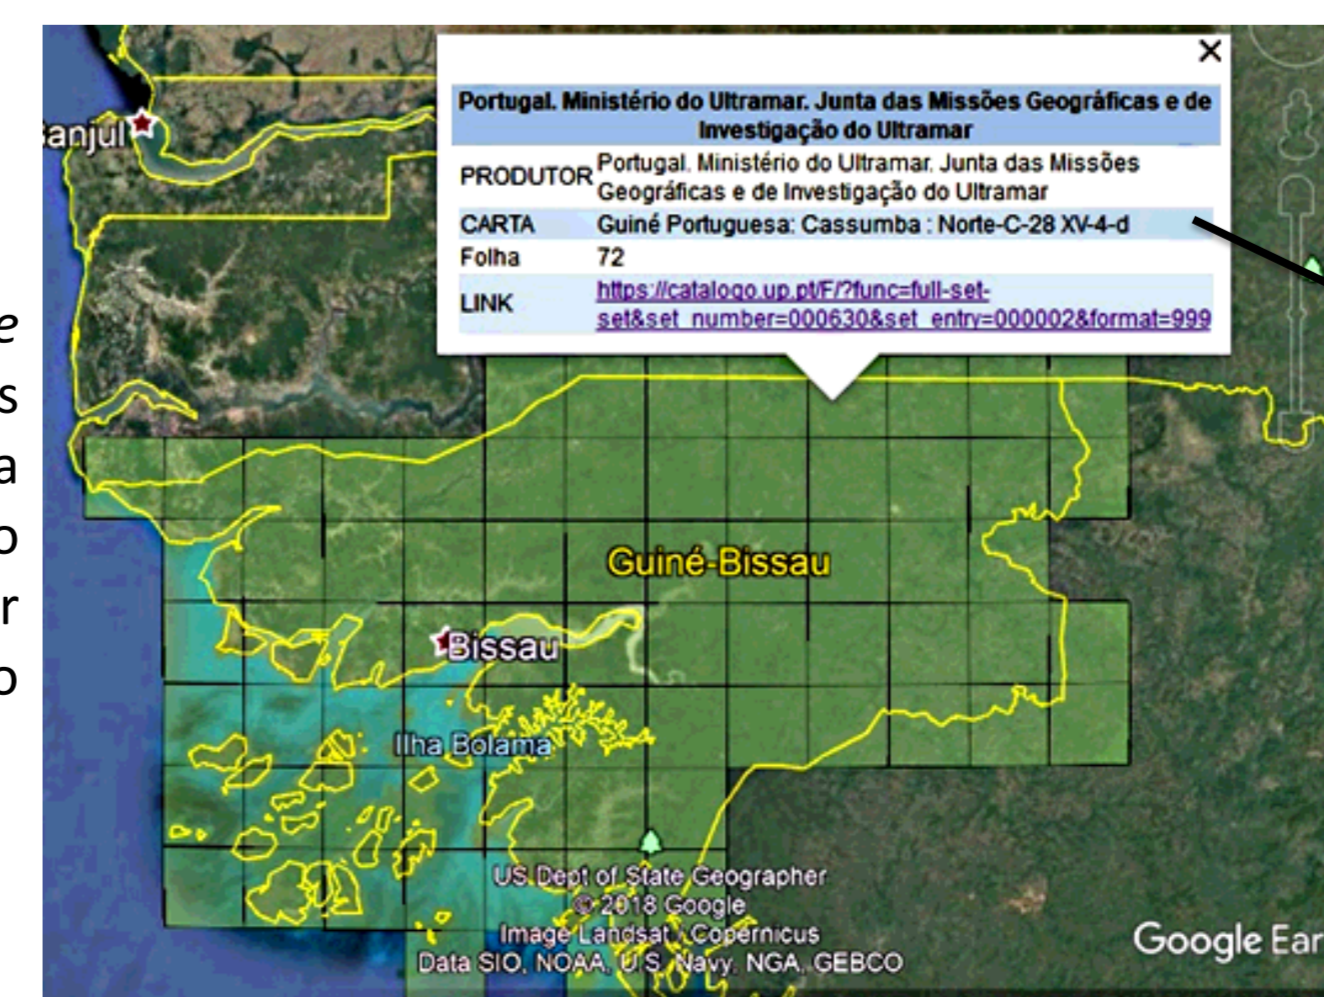 Portugal. Ministério do Ultramar. Junta das Missões Geográficas e de
Investigação do Ultramar
PRODUTOR Portugal. Ministério do Ultramar. Junta das Missões
Geográficas e de Investigação do Ultramar
CARTA Guiné Portuguesa: Cassumba : Norte-C-28 XV-4-d
Folha 72
LINK https://catalogo.up.pt/F/?func=full-set-
set&set_number=000630&set_entry=000002&format=999
anjul
e
s
a
o
r
o
Guiné-Bissau
Bissau
Ilha Bolama
US Dept of State Geographer
© 2018 Google
Image Landsat / Copernicus
Data SIO, NOAA, U.S. Navy, NGA, GEBCO
Google Ear